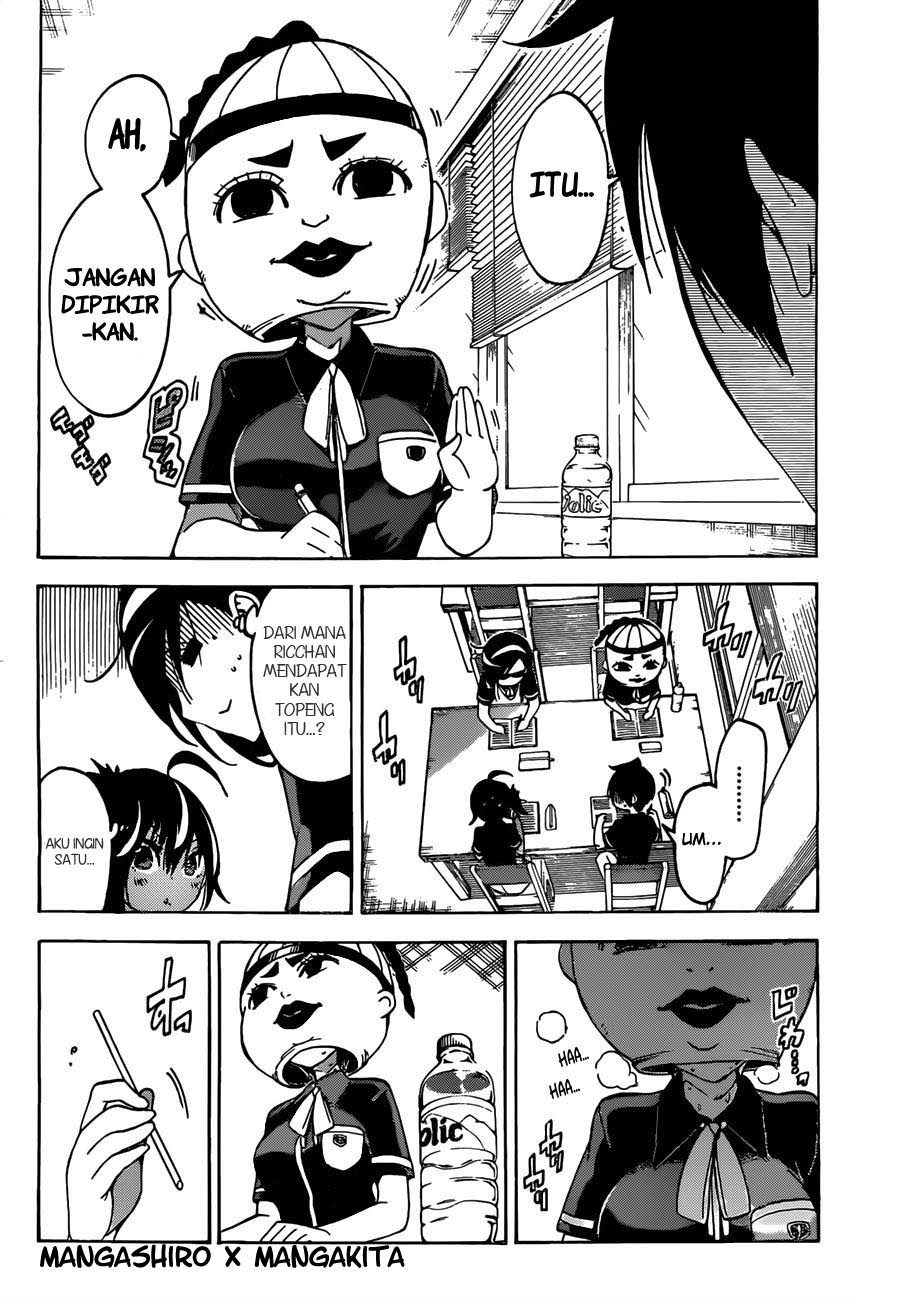 ITU...
AH,
JANGAN
DIPIKIR
-KAN.
Jolic
.........
UM...
DARI MANA
RICCHAN
MENDAPAT
KAN
TOPENG
ITU...?
AKU INGIN
SATU...
HAA...
HAA...
olic
MANGASHIRO X MANGAKITA